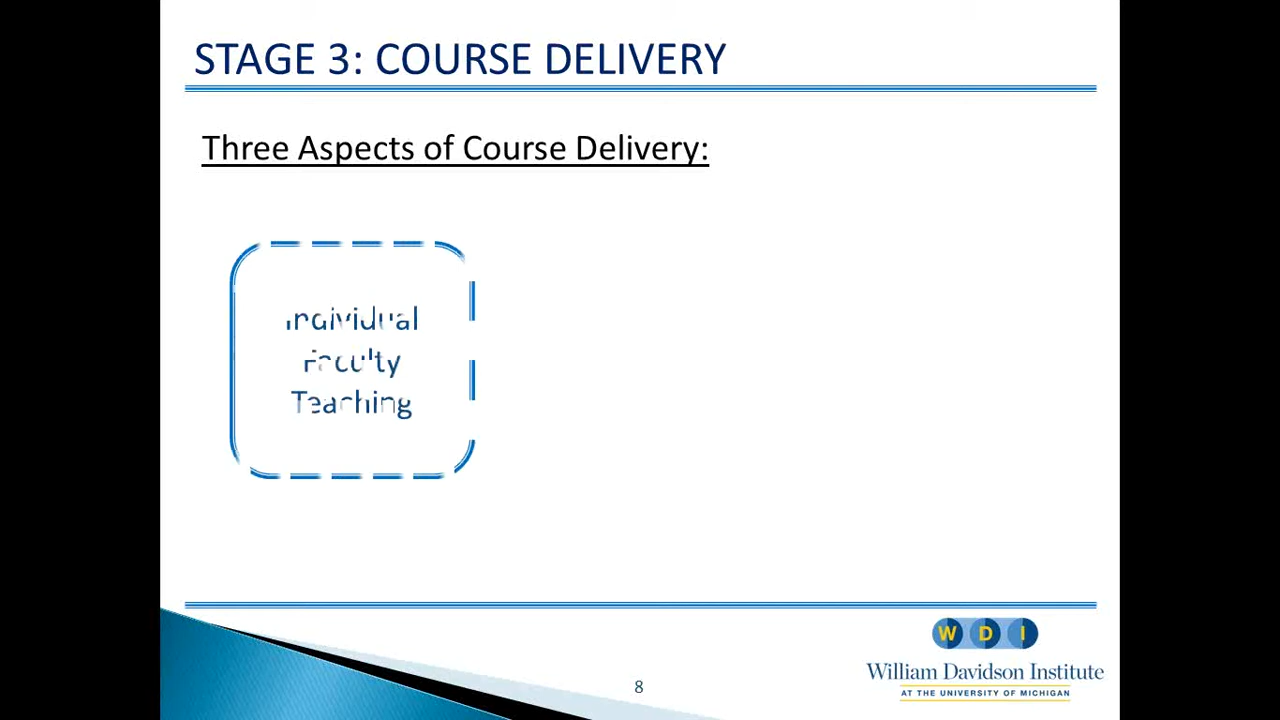 STAGE 3: COURSE DELIVERY
Three Aspects of Course Delivery:
Individual
Faculty
Teaching
W D I
William Davidson Institute
AT THE UNIVERSITY OF MICHIGAN
8